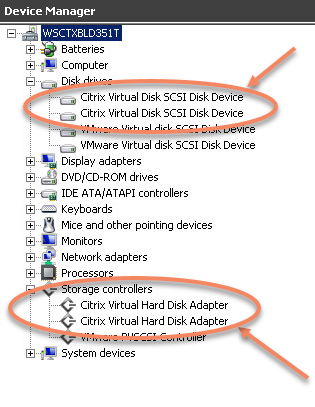 Device Manager
WSCTXBLD351T
Batteries
Computer
Disk drives
Citrix Virtual Disk SCSI Disk Device
Citrix Virtual Disk SCSI Disk Device
VMware Virtual disk SCSI Disk Device
VMware Virtual disk SCSI Disk Device
Display adapters
DVD/CD-ROM drives
IDE ATA/ATAPI controllers
Keyboards
Mice and other pointing devices
Monitors
Network adapters
Processors
Storage controllers
Citrix Virtual Hard Disk Adapter
Citrix Virtual Hard Disk Adapter
VMware PVSCSI Controller
System devices